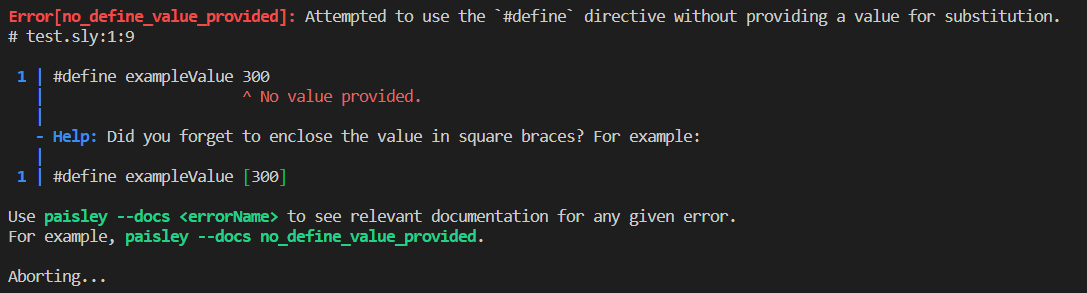 Error[no_define_value_provided]: Attempted to use the `#define` directive without providing a value for substitution.
# test.sly:1:9
1 | #define exampleValue 300
| ^ No value provided.
|
- Help: Did you forget to enclose the value in square braces? For example:
|
1 | #define exampleValue [300]
Use paisley --docs <errorName> to see relevant documentation for any given error.
For example, paisley --docs no_define_value_provided.
Aborting...